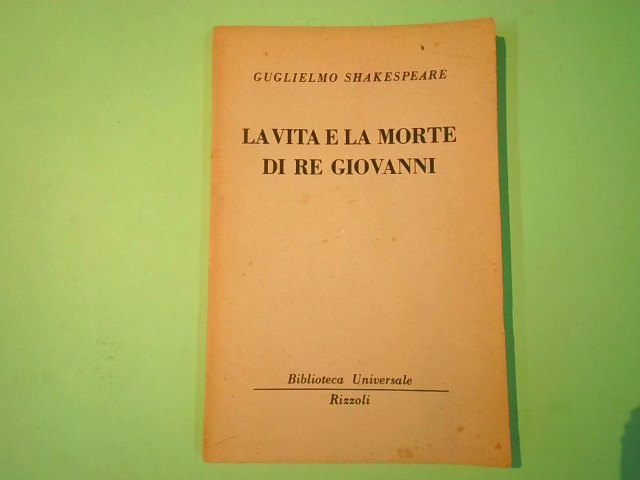 GUGLIELMO SHAKESPEARE
LA VITA E LA MORTE
DI RE GIOVANNI
Biblioteca Universale
Rizzoli